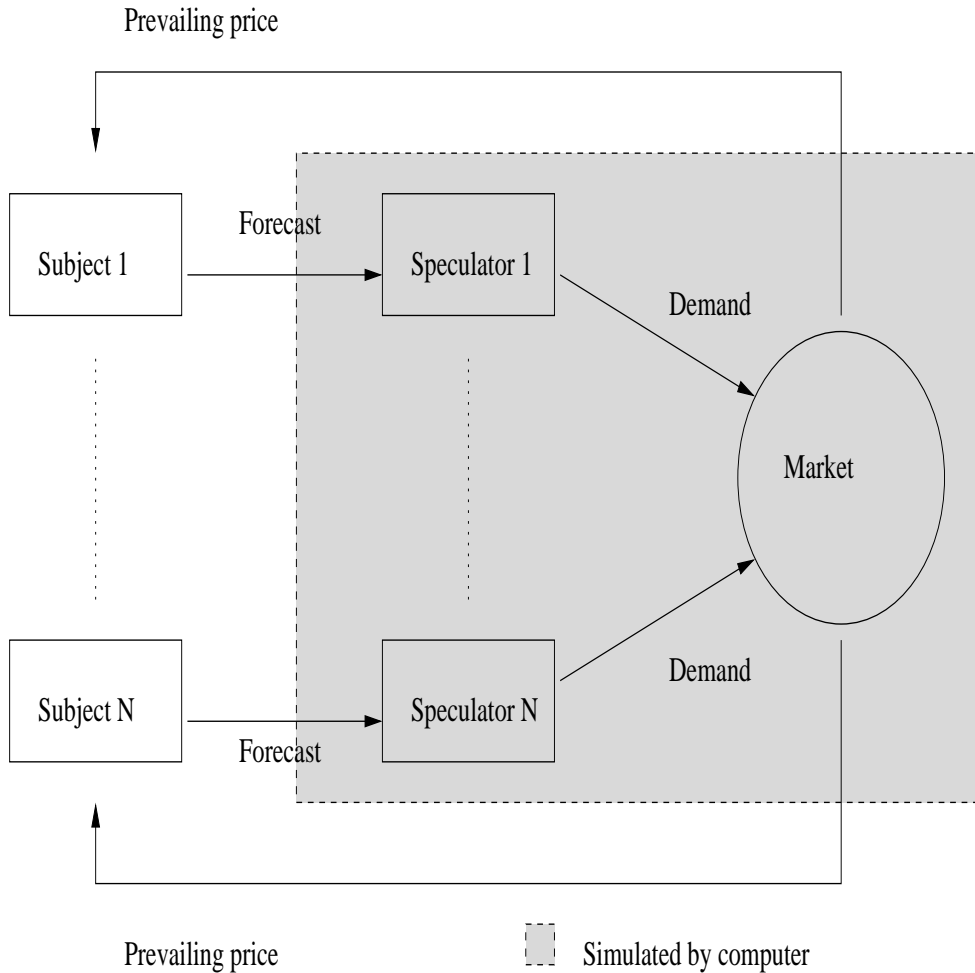 Prevailing price
Forecast
Subject 1
Speculator 1
Demand
Market
Demand
Subject N
Speculator N
Forecast
Prevailing price
Simulated by computer